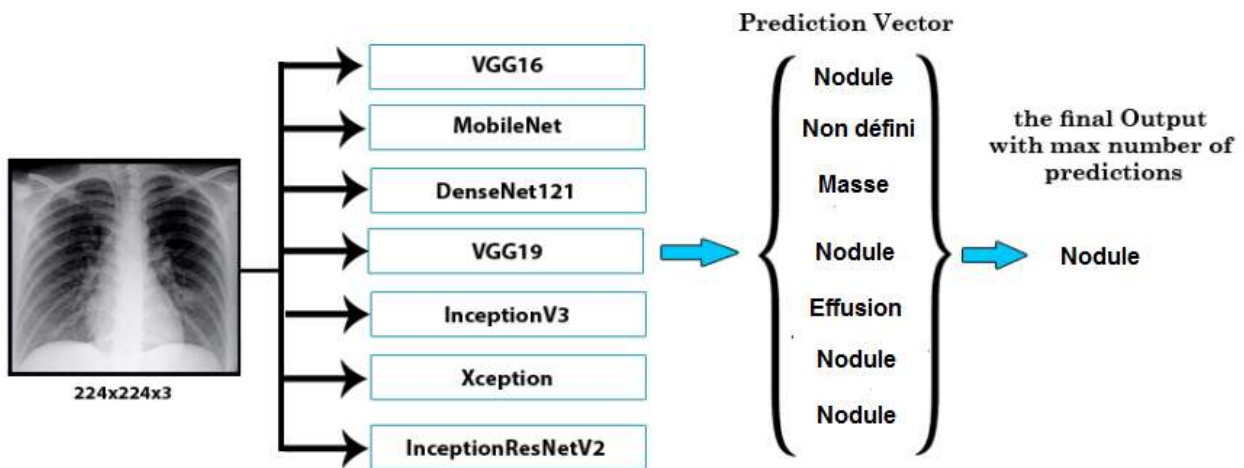 224x224x3
VGG16
MobileNet
DenseNet121
VGG19
InceptionV3
Xception
InceptionResNetV2
Prediction Vector
Nodule
Non défini
Masse
Nodule
Effusion
Nodule
Nodule
the final Output
with max number of
predictions
Nodule